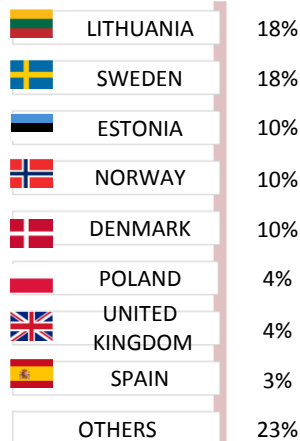 LITHUANIA 18%
SWEDEN 18%
ESTONIA 10%
NORWAY 10%
DENMARK 10%
POLAND 4%
UNITED
KINGDOM 4%
SPAIN 3%
OTHERS 23%